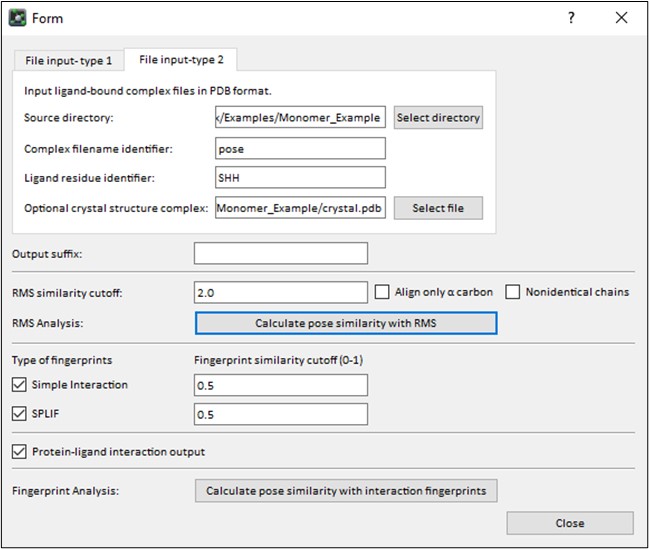 Form
File input- type 1
File input-type 2
Input ligand-bound complex files in PDB format.
Source directory: </Examples/Monomer_Example Select directory
Complex filename identifier: pose
Ligand residue identifier: SHH
Optional crystal structure complex: Monomer_Example/crystal.pdb Select file
Output suffix:
RMS similarity cutoff: 2.0 Align only α carbon Nonidentical chains
RMS Analysis: Calculate pose similarity with RMS
Type of fingerprints Fingerprint similarity cutoff (0-1)
Simple Interaction 0.5
SPLIF 0.5
Protein-ligand interaction output
Fingerprint Analysis: Calculate pose similarity with interaction fingerprints
Close